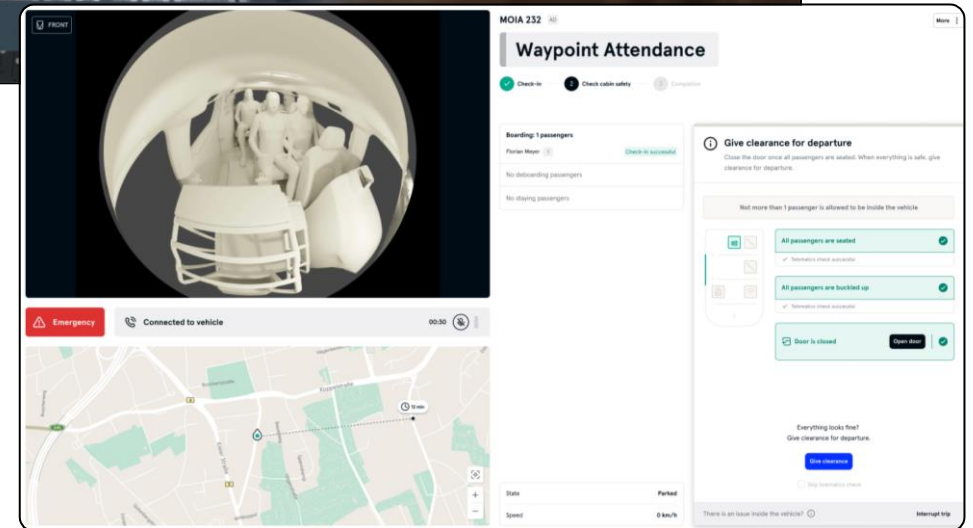 FRONT
MOIA 232 AD
More
Waypoint Attendance
Check-in
2 Check cabin safety
3 Completion
Boarding: 1 passengers
Florian Meyer
Check-in successful
No deboarding passengers
No staying passengers
Give clearance for departure
Close the door once all passengers are seated. When everything is safe, give
clearance for departure.
Not more than 1 passenger is allowed to be inside the vehicle
All passengers are seated
Telematics check successful
All passengers are buckled up
Telematics check successful
Door is closed
Open door
Emergency
Connected to vehicle
00:30
10 min
Everything looks fine?
Give clearance for departure.
Give clearance
Skip telematics check
State
Parked
Speed
0 km/h
There is an issue inside the vehicle?
Interrupt trip